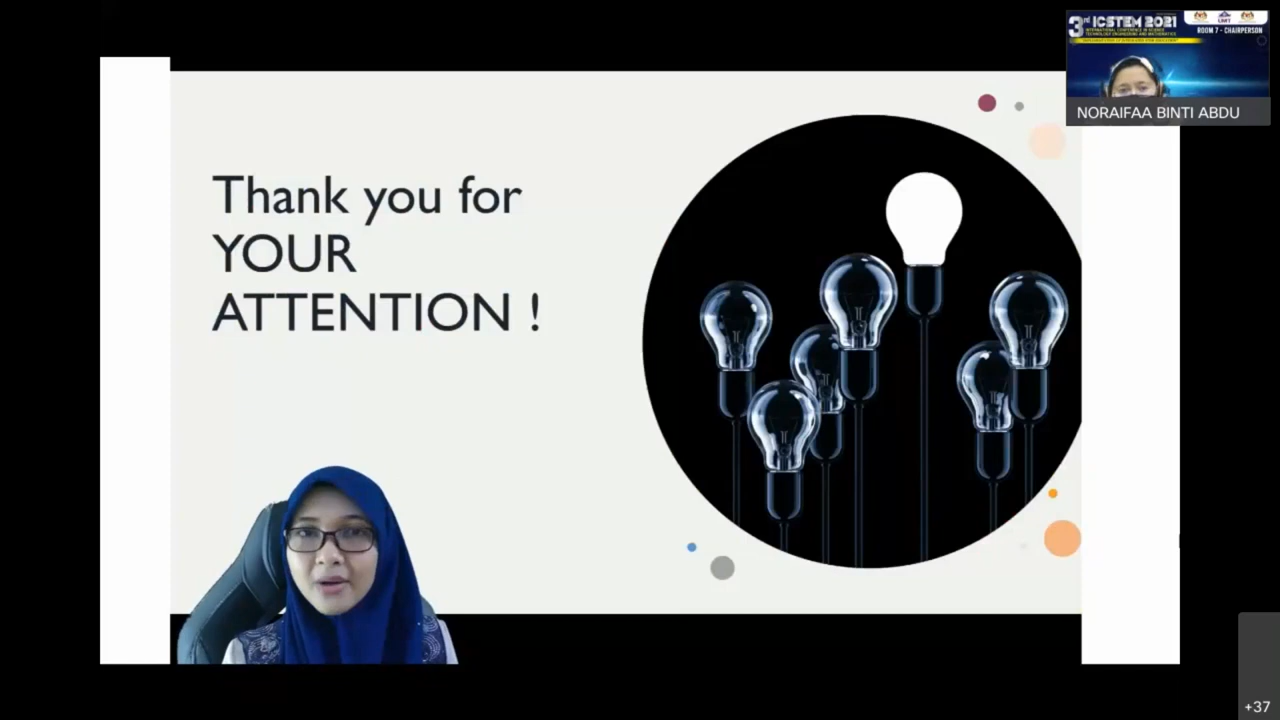 Thank you for
YOUR
ATTENTION !
3rd ICSTEM 2021
INTERNATIONAL CONFERENCE IN SCIENCE
TECHNOLOGY, ENGINEERING AND MATHEMATICS
UMT
ROOM 7 - CHAIRPERSON
NORAIFAA BINTI ABDU
+37